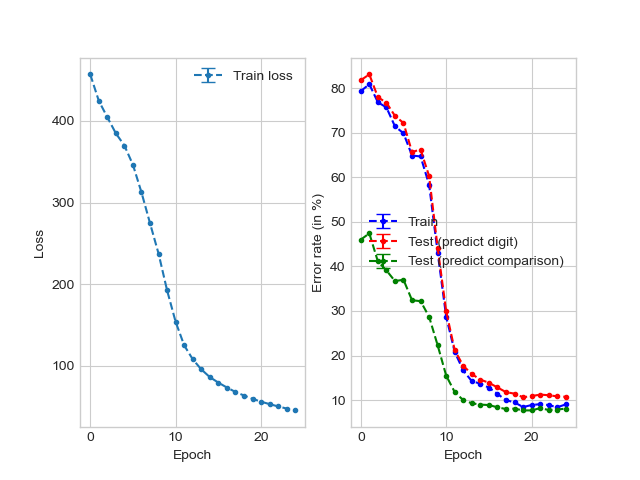 Train loss
400
300
200
100
Loss
0
10
20
Epoch
80
70
60
50
40
30
20
10
Error rate (in %)
Train
Test (predict digit)
Test (predict comparison)
0
10
20
Epoch